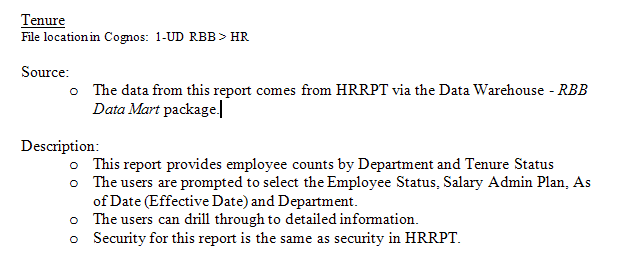 Tenure
File location in Cognos: 1-UD RBB > HR
Source:
o The data from this report comes from HRRPT via the Data Warehouse - RBB
Data Mart package.
Description:
o This report provides employee counts by Department and Tenure Status
o The users are prompted to select the Employee Status, Salary Admin Plan, As
of Date (Effective Date) and Department.
o The users can drill through to detailed information.
o Security for this report is the same as security in HRRPT.